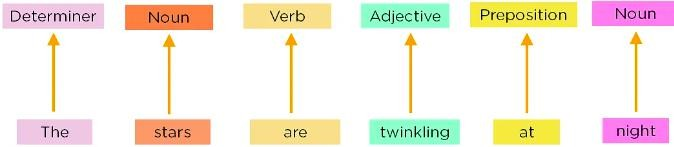 Determiner Noun Verb Adjective Preposition Noun
The stars are twinkling at night